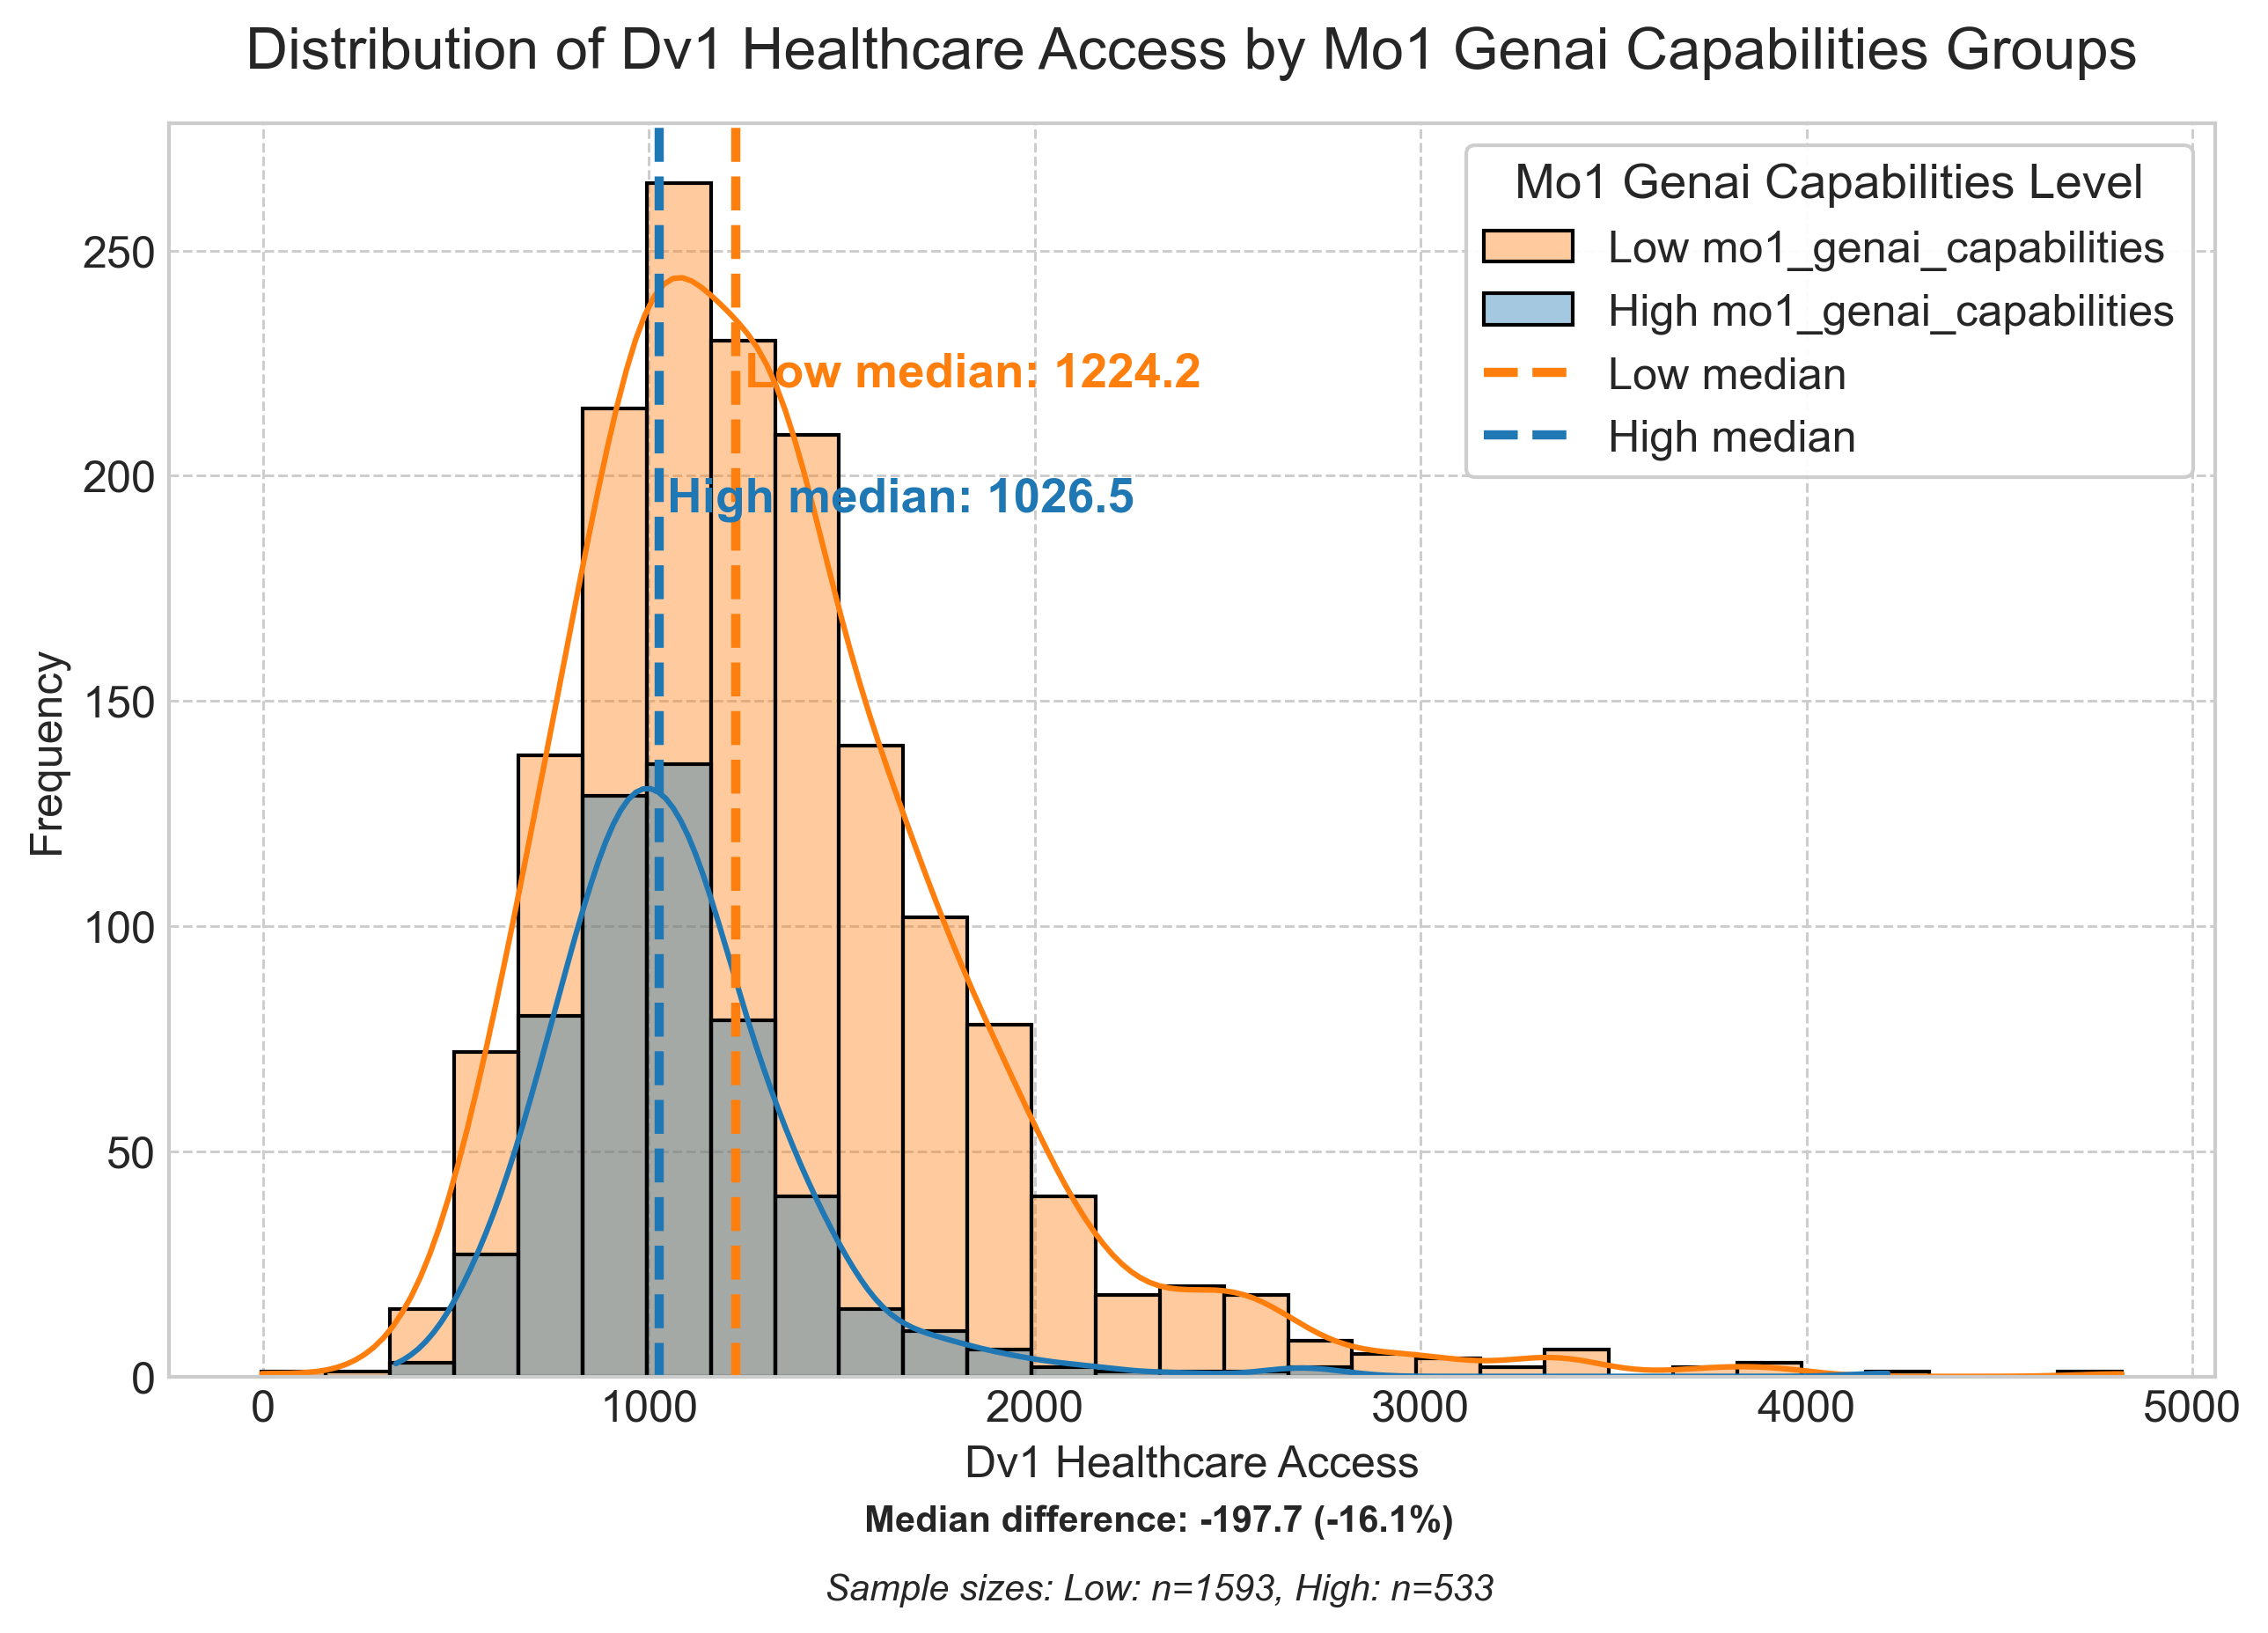 Distribution of Dv1 Healthcare Access by Mo1 Genai Capabilities Groups
Mo1 Genai Capabilities Level
Low mo1_genai_capabilities
High mo1_genai_capabilities
Low median
High median
Low median: 1224.2
High median: 1026.5
Frequency
250
200
150
100
50
0
0 1000 2000 3000 4000 5000
Dv1 Healthcare Access
Median difference: -197.7 (-16.1%)
Sample sizes: Low: n=1593, High: n=533